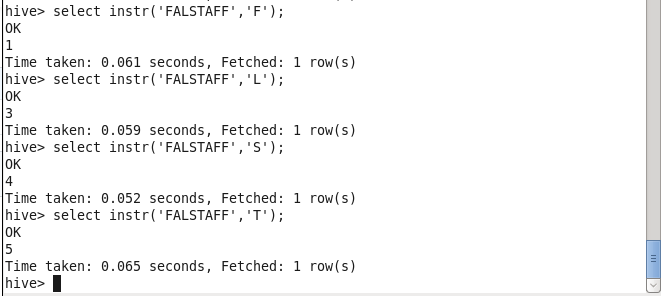 hive> select instr('FALSTAFF','F');
OK
1
Time taken: 0.061 seconds, Fetched: 1 row(s)
hive> select instr('FALSTAFF','L');
OK
3
Time taken: 0.059 seconds, Fetched: 1 row(s)
hive> select instr('FALSTAFF','S');
OK
4
Time taken: 0.052 seconds, Fetched: 1 row(s)
hive> select instr('FALSTAFF','T');
OK
5
Time taken: 0.065 seconds, Fetched: 1 row(s)
hive>